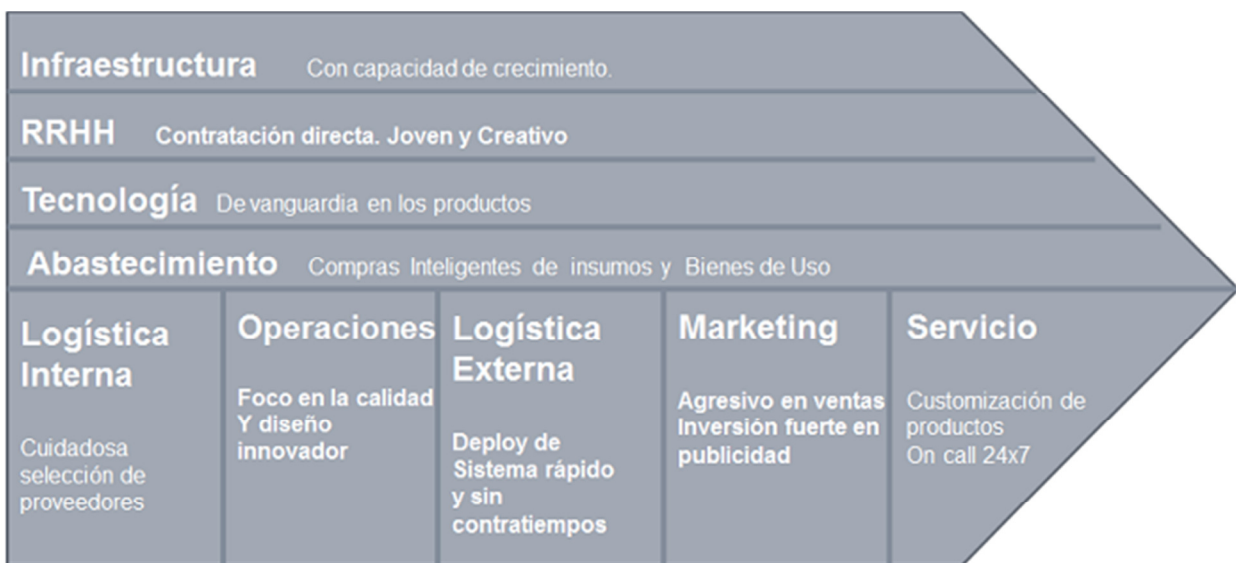 Infraestructura Con capacidad de crecimiento.
RRHH Contratación directa. Joven y Creativo
Tecnología De vanguardia en los productos
Abastecimiento Compras Inteligentes de insumos y Bienes de Uso
Logística
Interna
Cuidadosa
selección de
proveedores
Operaciones
Foco en la calidad
Y diseño
innovador
Logística
Externa
Deploy de
Sistema rápido
y sin
contratiempos
Marketing
Agresivo en ventas
Inversión fuerte en
publicidad
Servicio
Customización de
productos
On call 24x7